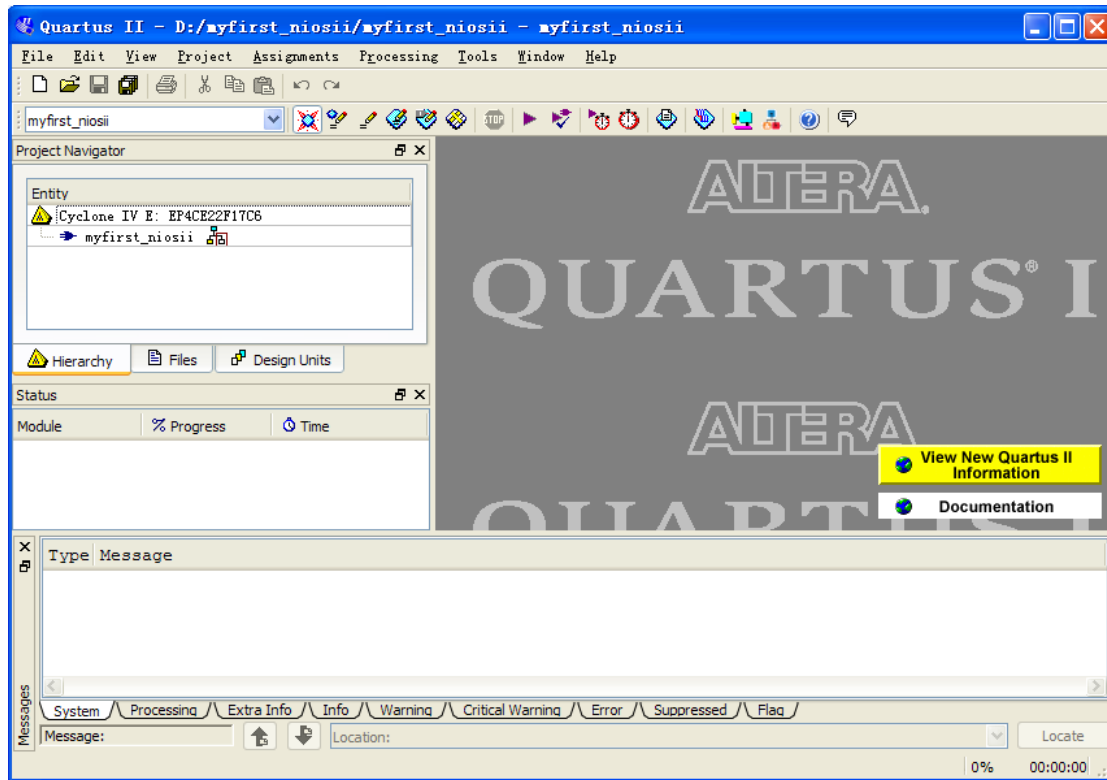 Quartus II - D:/myfirst_niosii/myfirst_niosii - myfirst_niosii
File Edit View Project Assignments Processing Tools Window Help
myfirst_niosii STOP
Project Navigator
Entity
Cyclone IV E: EP4CE22F17C6
myfirst_niosii
Hierarchy Files Design Units
Status
Module % Progress Time
ALTERA.
QUARTUS® I
ALTERA
View New Quartus II
Information
QUARTUS I
Documentation
Type Message
Messages
System Processing Extra Info Info Warning Critical Warning Error Suppressed Flag
Message: Location: Locate
0% 00:00:00